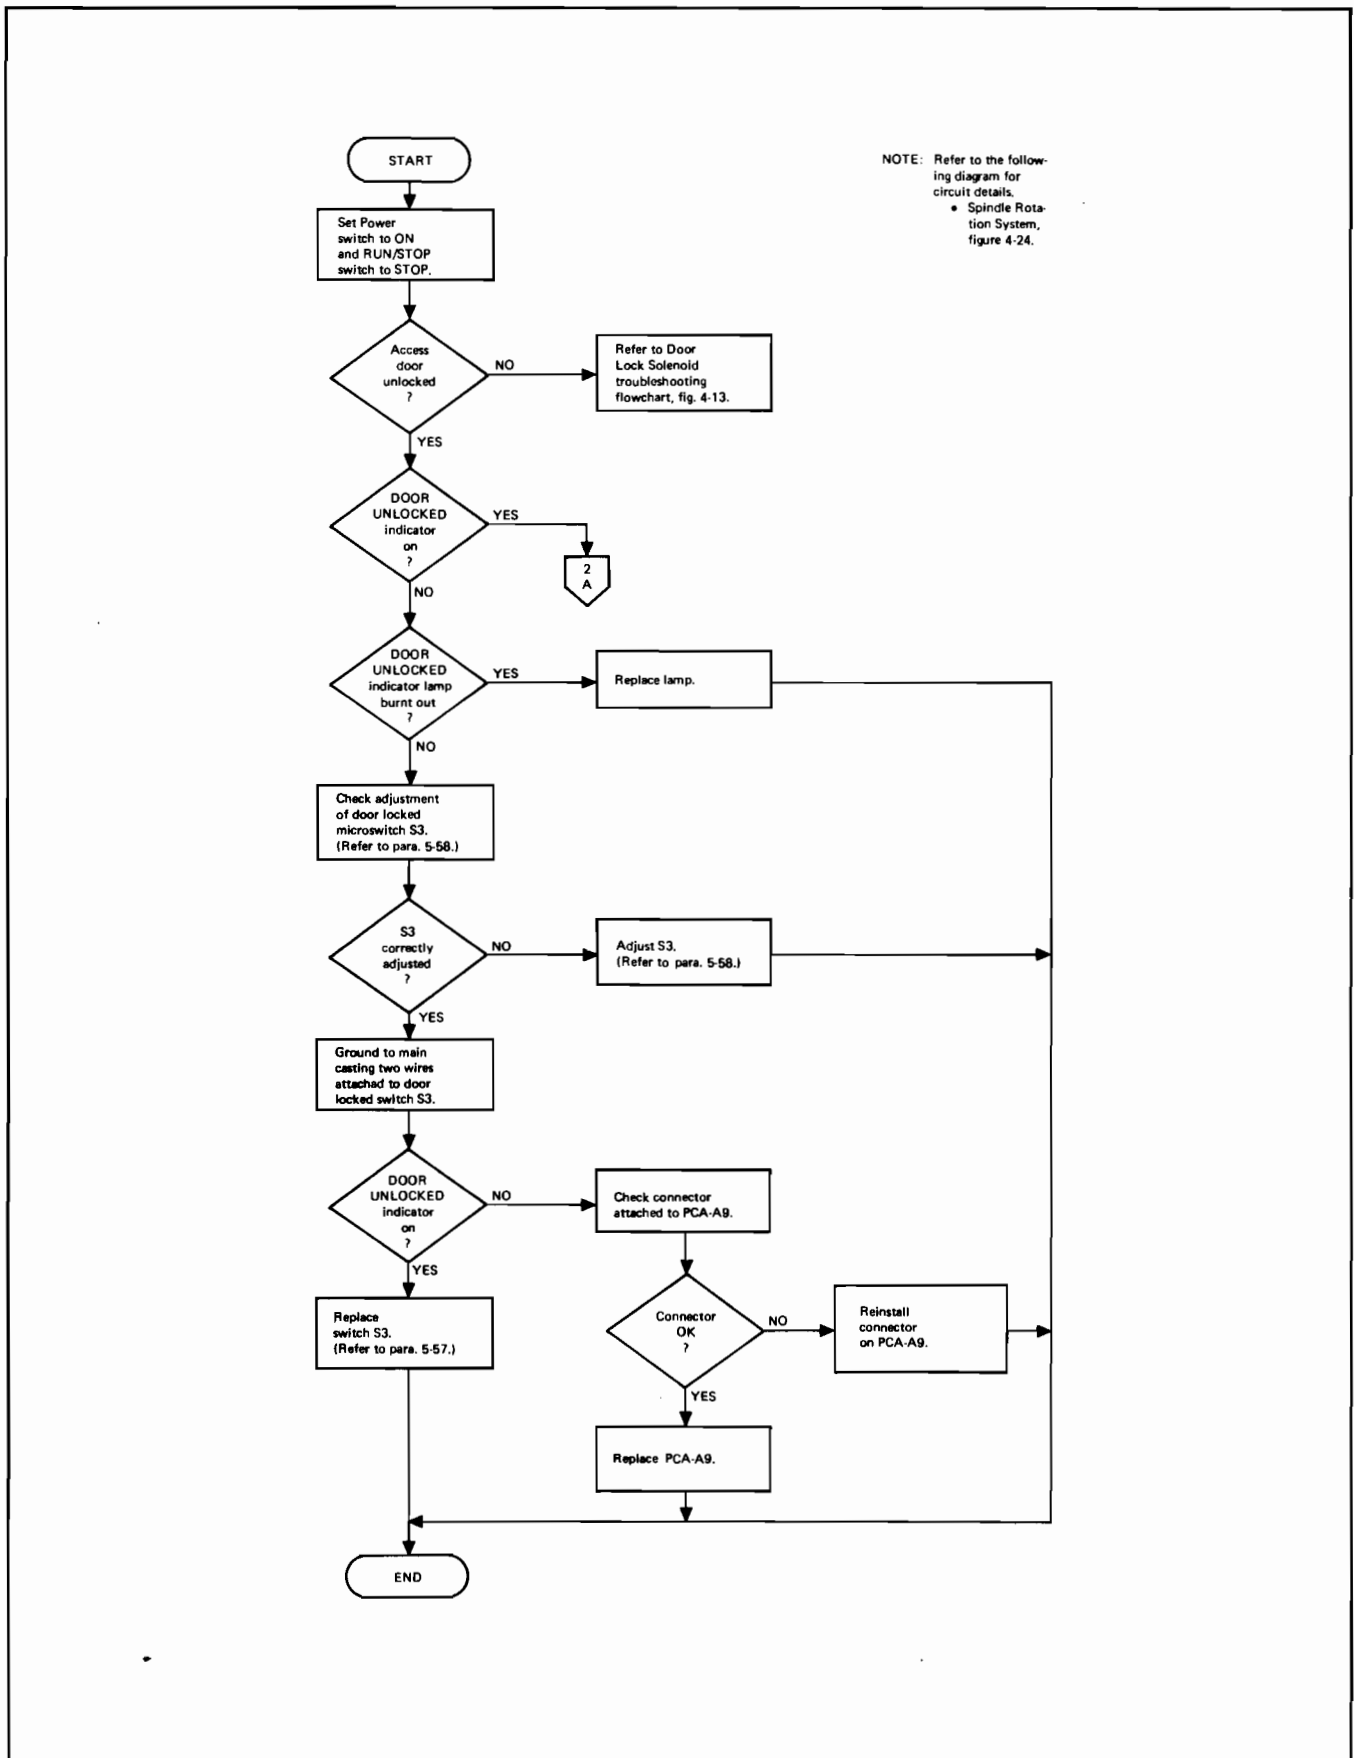 START
NOTE: Refer to the follow-
ing diagram for
circuit details.
• Spindle Rota-
tion System,
figure 4-24.
Set Power
switch to ON
and RUN/STOP
switch to STOP.
Access
door
unlocked
?
NO
Refer to Door
Lock Solenoid
troubleshooting
flowchart, fig. 4-13.
YES
DOOR
UNLOCKED
indicator
on
?
YES
2
A
NO
DOOR
UNLOCKED
indicator lamp
burnt out
?
YES
Replace lamp.
NO
Check adjustment
of door locked
microswitch S3.
(Refer to para. 5-58.)
S3
correctly
adjusted
?
NO
Adjust S3.
(Refer to para. 5-58.)
YES
Ground to main
casting two wires
attached to door
locked switch S3.
DOOR
UNLOCKED
indicator
on
?
NO
Check connector
attached to PCA-A9.
YES
Replace
switch S3.
(Refer to para. 5-57.)
Connector
OK
?
NO
Reinstall
connector
on PCA-A9.
YES
Replace PCA-A9.
END